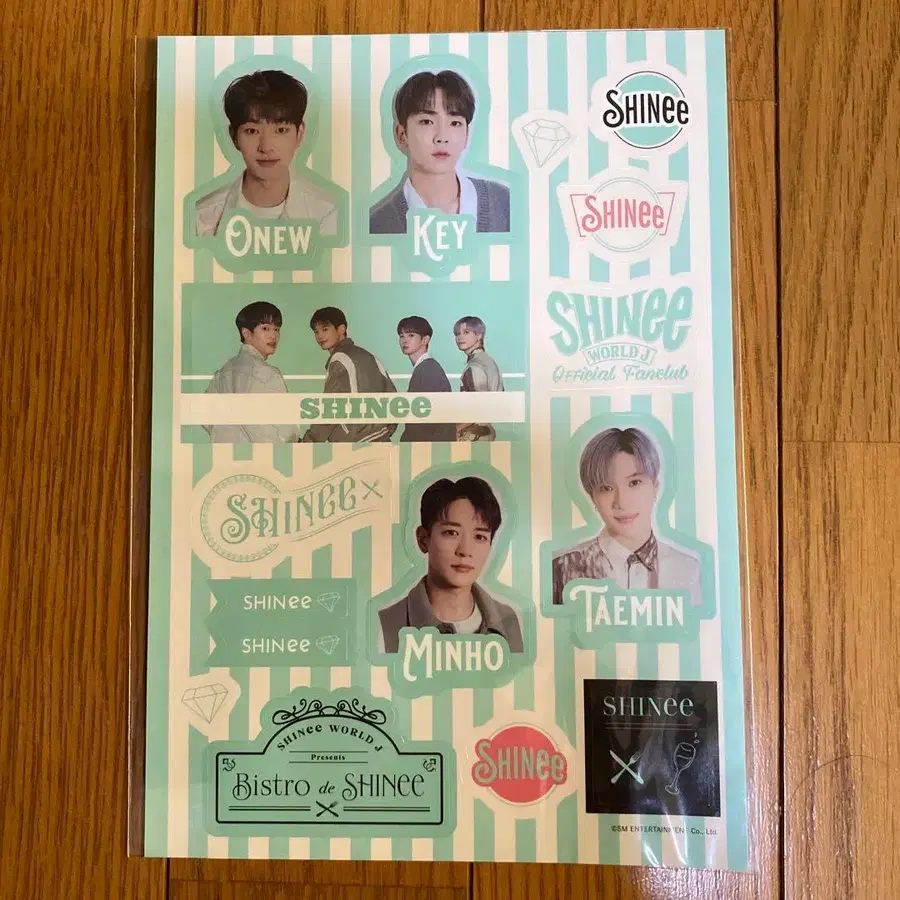 ONEW
KEY
SHINee
SHINee
SHINee
WORLD J
Official Fanclub
SHINee
SHINee×
SHINee
SHINee
MINHO
TAEMIN
SHINee WORLD J
Presents
Bistro de SHINee
SHINee
SHINee
©SM ENTERTAINMENT Co., Ltd.